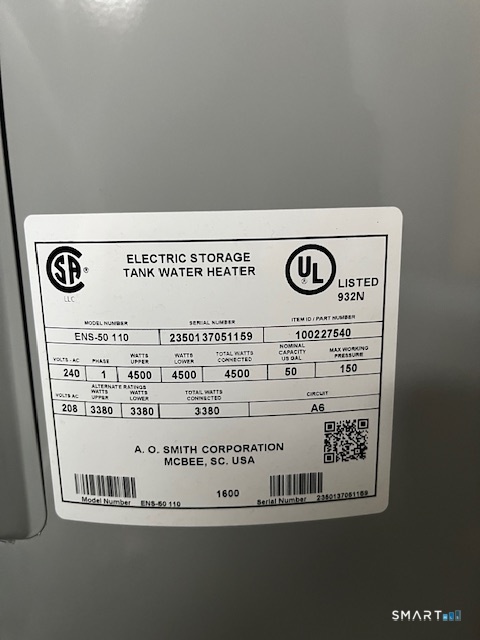 SA®
LLC
ELECTRIC STORAGE
TANK WATER HEATER
UL®
LISTED
932N
MODEL NUMBER SERIAL NUMBER ITEM ID / PART NUMBER
ENS-50 110 2350137051159 100227540
VOLTS - AC PHASE WATTS UPPER WATTS LOWER TOTAL WATTS CONNECTED NOMINAL CAPACITY US GAL MAX WORKING PRESSURE
240 1 4500 4500 4500 50 150
ALTERNATE RATINGS
VOLTS AC WATTS UPPER WATTS LOWER TOTAL WATTS CONNECTED CIRCUIT
208 3380 3380 3380 A6
A. O. SMITH CORPORATION
MCBEE, SC. USA
1600
Model Number ENS-50 110 Serial Number 2350137051159
SMART